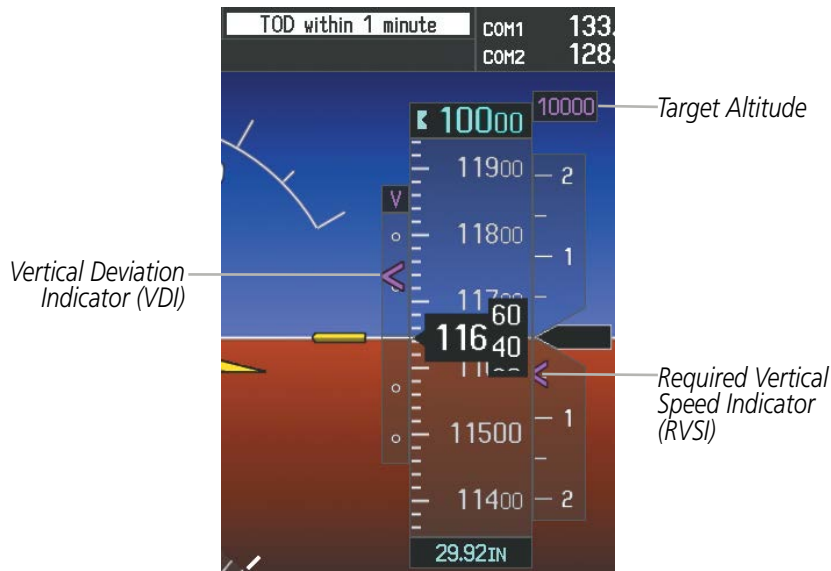 TOD within 1 minute
COM1 133.
COM2 128.
10000
Target Altitude
10000
11900
2
V
11800
1
Vertical Deviation
Indicator (VDI)
11700
60
116
40
Required Vertical
Speed Indicator
(RVSI)
1
11500
11400
2
29.92IN